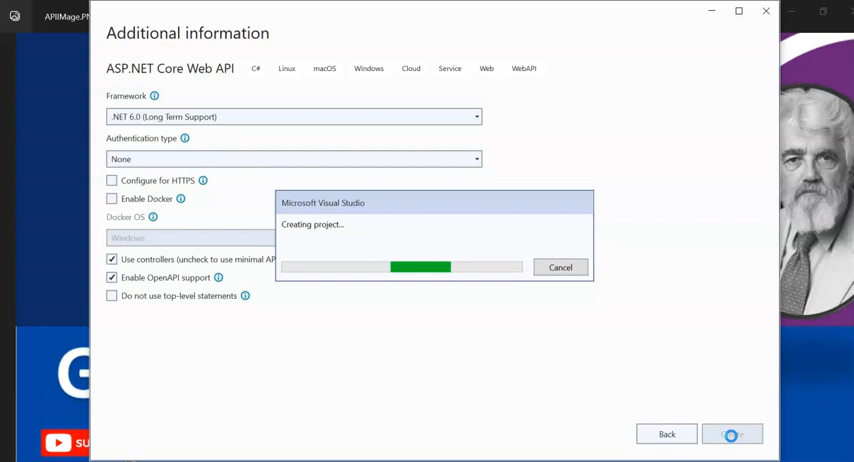 APIIMage.PN
Additional information
ASP.NET Core Web API C# Linux macOS Windows Cloud Service Web WebAPI
Framework
.NET 6.0 (Long Term Support)
Authentication type
None
Configure for HTTPS
Enable Docker
Docker OS
Windows
Use controllers (uncheck to use minimal AP
Enable OpenAPI support
Do not use top-level statements
Microsoft Visual Studio
Creating project...
Cancel
G
SU
Back